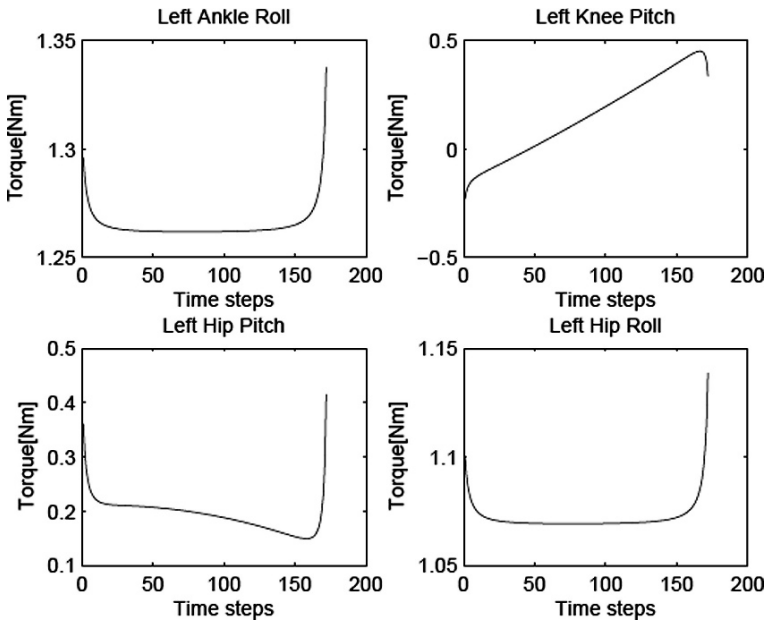 Left Ankle Roll
Torque[Nm]
1.35
1.3
1.25
0 50 100 150 200
Time steps
Left Knee Pitch
Torque[Nm]
0.5
0
−0.5
0 50 100 150 200
Time steps
Left Hip Pitch
Torque[Nm]
0.5
0.4
0.3
0.2
0.1
0 50 100 150 200
Time steps
Left Hip Roll
Torque[Nm]
1.15
1.1
1.05
0 50 100 150 200
Time steps